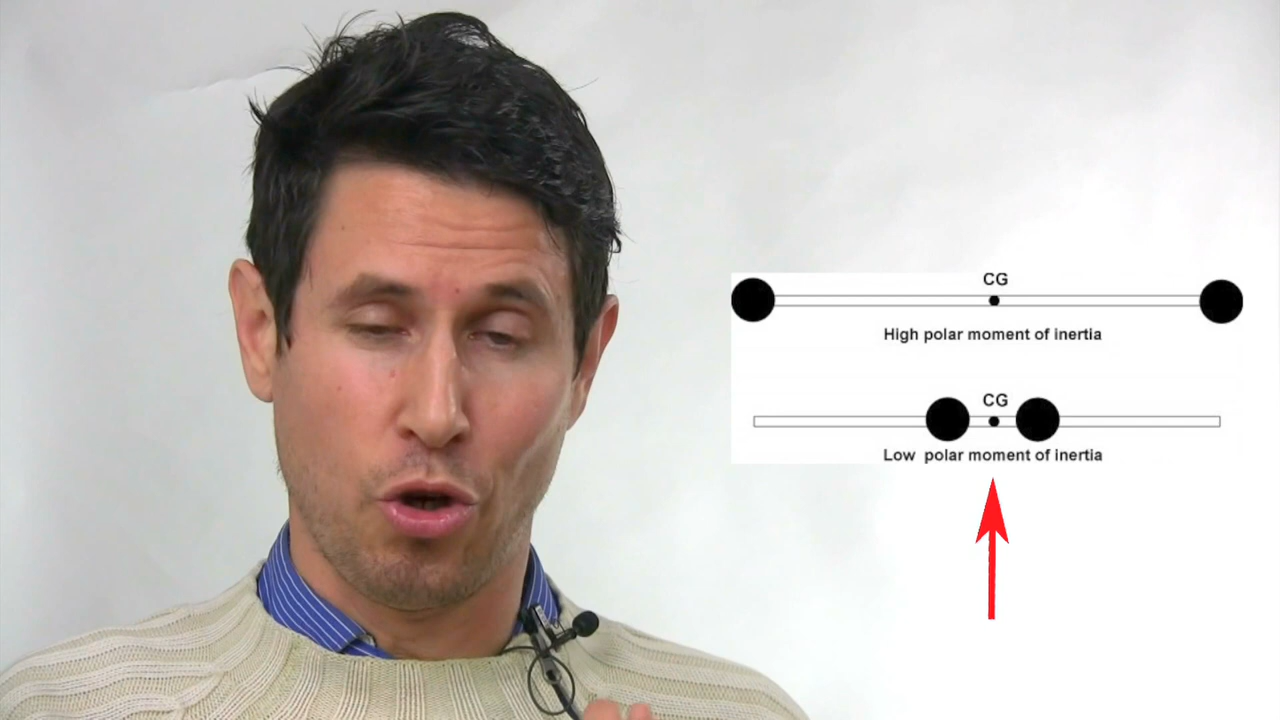 CG
High polar moment of inertia
CG
Low polar moment of inertia